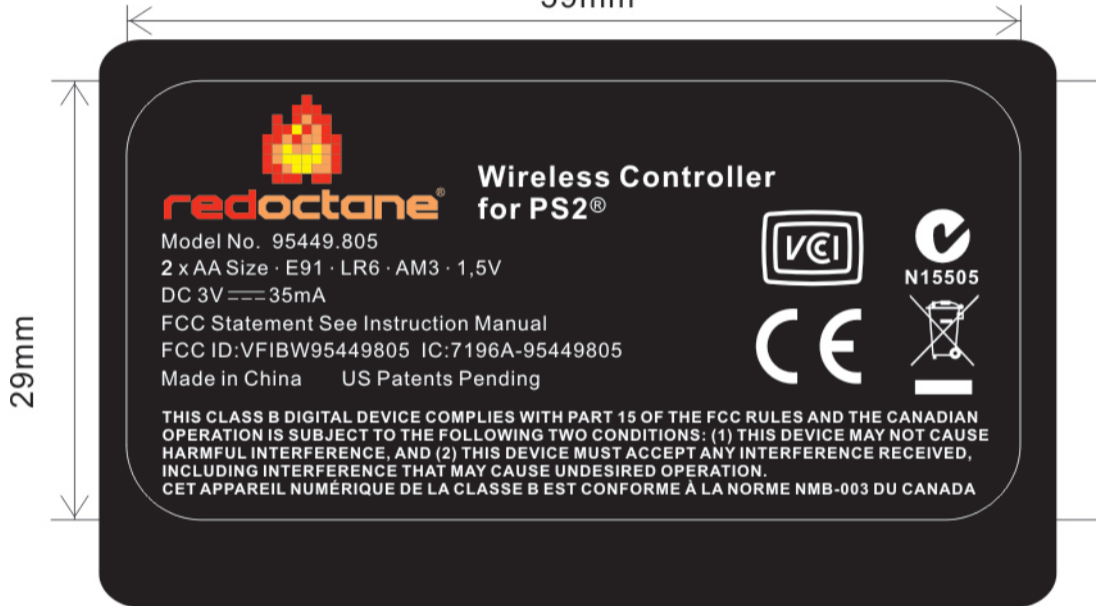 29mm
redoctane®
Wireless Controller
for PS2®
Model No. 95449.805
2 x AA Size · E91 · LR6 · AM3 · 1,5V
DC 3V 35mA
FCC Statement See Instruction Manual
FCC ID:VFIBW95449805 IC:7196A-95449805
Made in China US Patents Pending
VCI
N15505
CE
THIS CLASS B DIGITAL DEVICE COMPLIES WITH PART 15 OF THE FCC RULES AND THE CANADIAN
OPERATION IS SUBJECT TO THE FOLLOWING TWO CONDITIONS: (1) THIS DEVICE MAY NOT CAUSE
HARMFUL INTERFERENCE, AND (2) THIS DEVICE MUST ACCEPT ANY INTERFERENCE RECEIVED,
INCLUDING INTERFERENCE THAT MAY CAUSE UNDESIRED OPERATION.
CET APPAREIL NUMÉRIQUE DE LA CLASSE B EST CONFORME À LA NORME NMB-003 DU CANADA